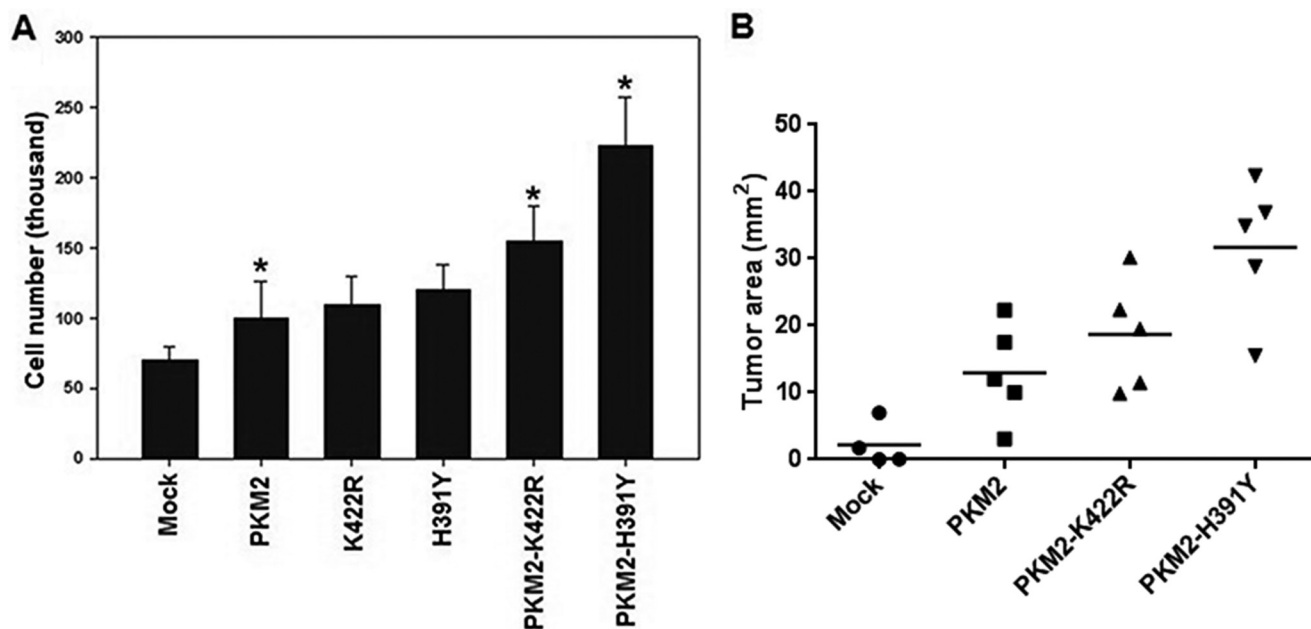 A
300
250
200
150
100
50
0
Cell number (thousand)
*
*
*
Mock
PKM2
K422R
H391Y
PKM2-K422R
PKM2-H391Y
B
50
40
30
20
10
0
Tumor area (mm²)
Mock
PKM2
PKM2-K422R
PKM2-H391Y